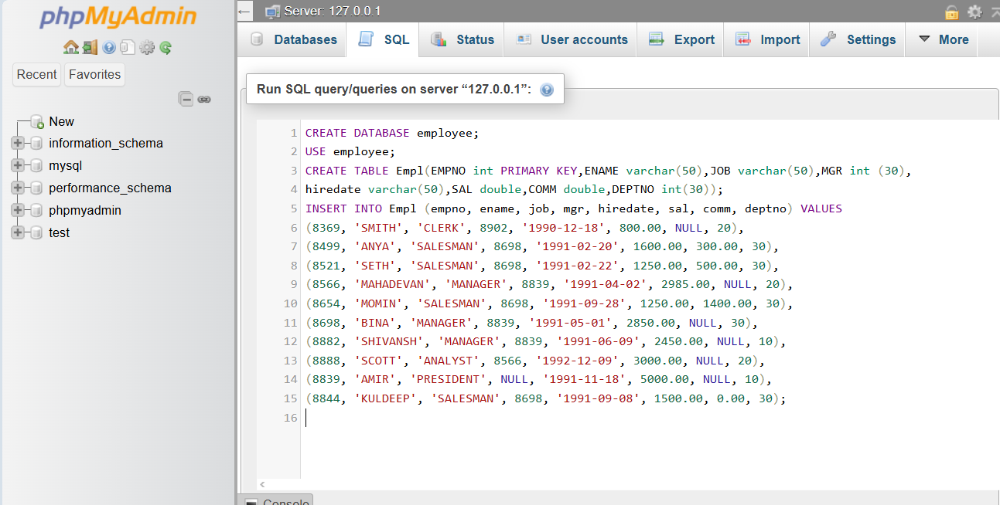 phpMyAdmin
Recent Favorites
New
information_schema
mysql
performance_schema
phpmyadmin
test
Server: 127.0.0.1
Databases SQL Status User accounts Export Import Settings More
Run SQL query/queries on server “127.0.0.1”:
1 CREATE DATABASE employee;
2 USE employee;
3 CREATE TABLE Empl(EMPNO int PRIMARY KEY,ENAME varchar(50),JOB varchar(50),MGR int (30),
4 hiredate varchar(50),SAL double,COMM double,DEPTNO int(30));
5 INSERT INTO Empl (empno, ename, job, mgr, hiredate, sal, comm, deptno) VALUES
6 (8369, 'SMITH', 'CLERK', 8902, '1990-12-18', 800.00, NULL, 20),
7 (8499, 'ANYA', 'SALESMAN', 8698, '1991-02-20', 1600.00, 300.00, 30),
8 (8521, 'SETH', 'SALESMAN', 8698, '1991-02-22', 1250.00, 500.00, 30),
9 (8566, 'MAHADEVAN', 'MANAGER', 8839, '1991-04-02', 2985.00, NULL, 20),
10 (8654, 'MOMIN', 'SALESMAN', 8698, '1991-09-28', 1250.00, 1400.00, 30),
11 (8698, 'BINA', 'MANAGER', 8839, '1991-05-01', 2850.00, NULL, 30),
12 (8882, 'SHIVANSH', 'MANAGER', 8839, '1991-06-09', 2450.00, NULL, 10),
13 (8888, 'SCOTT', 'ANALYST', 8566, '1992-12-09', 3000.00, NULL, 20),
14 (8839, 'AMIR', 'PRESIDENT', NULL, '1991-11-18', 5000.00, NULL, 10),
15 (8844, 'KULDEEP', 'SALESMAN', 8698, '1991-09-08', 1500.00, 0.00, 30);
16
Console